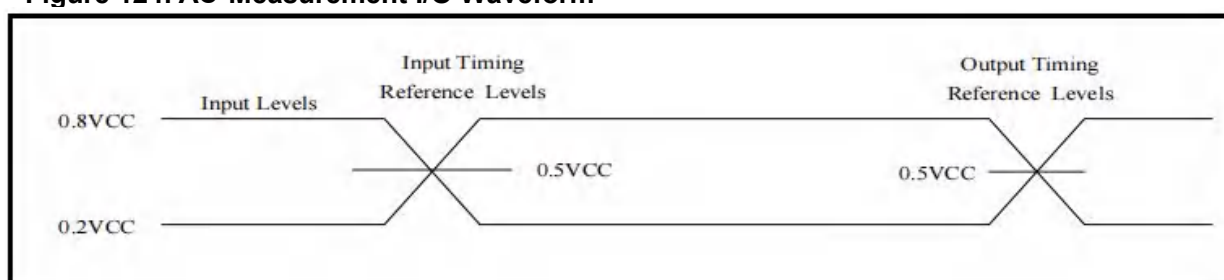 Input Timing
Reference Levels
Output Timing
Reference Levels
Input Levels
0.8VCC
0.5VCC
0.5VCC
0.2VCC